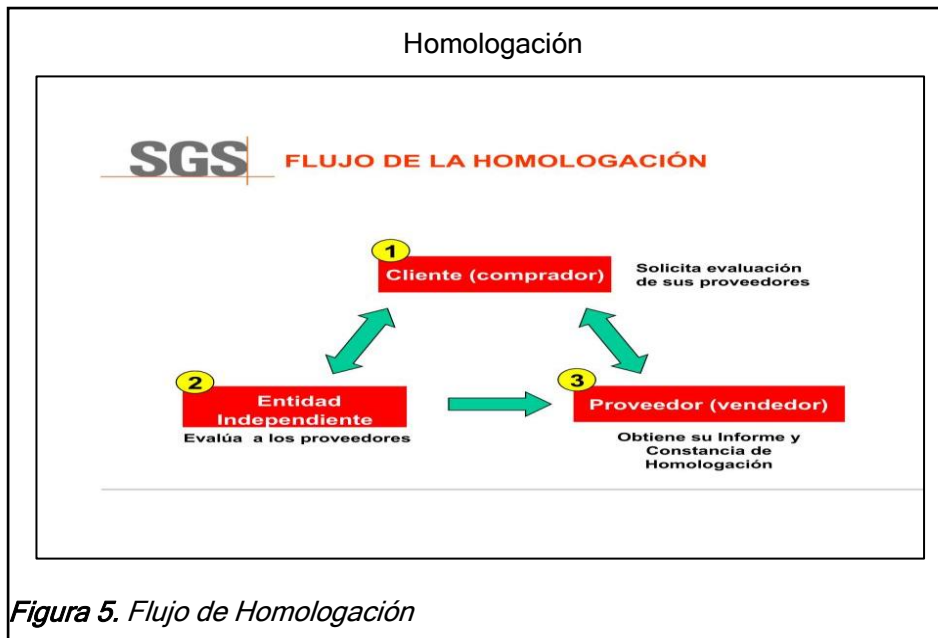 Homologación
SGS
FLUJO DE LA HOMOLOGACIÓN
1
Cliente (comprador)
Solicita evaluación
de sus proveedores
2
Entidad
Independiente
Evalúa a los proveedores
3
Proveedor (vendedor)
Obtiene su Informe y
Constancia de
Homologación
Figura 5. Flujo de Homologación